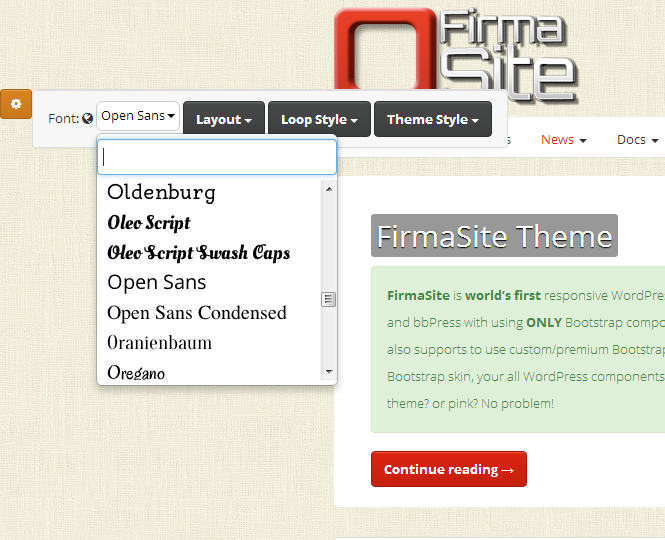 Firma
Site
Font: Open Sans Layout Loop Style Theme Style
s News Docs
Oldenburg
Oleo Script
Oleo Script Swash Caps
Open Sans
Open Sans Condensed
Oranienbaum
Oregano
FirmaSite Theme
FirmaSite is world's first responsive WordPre
and bbPress with using ONLY Bootstrap compo
also supports to use custom/premium Bootstrap
Bootstrap skin, your all WordPress components
theme? or pink? No problem!
Continue reading →